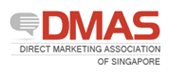 DMAS
DIRECT MARKETING ASSOCIATION
OF SINGAPORE